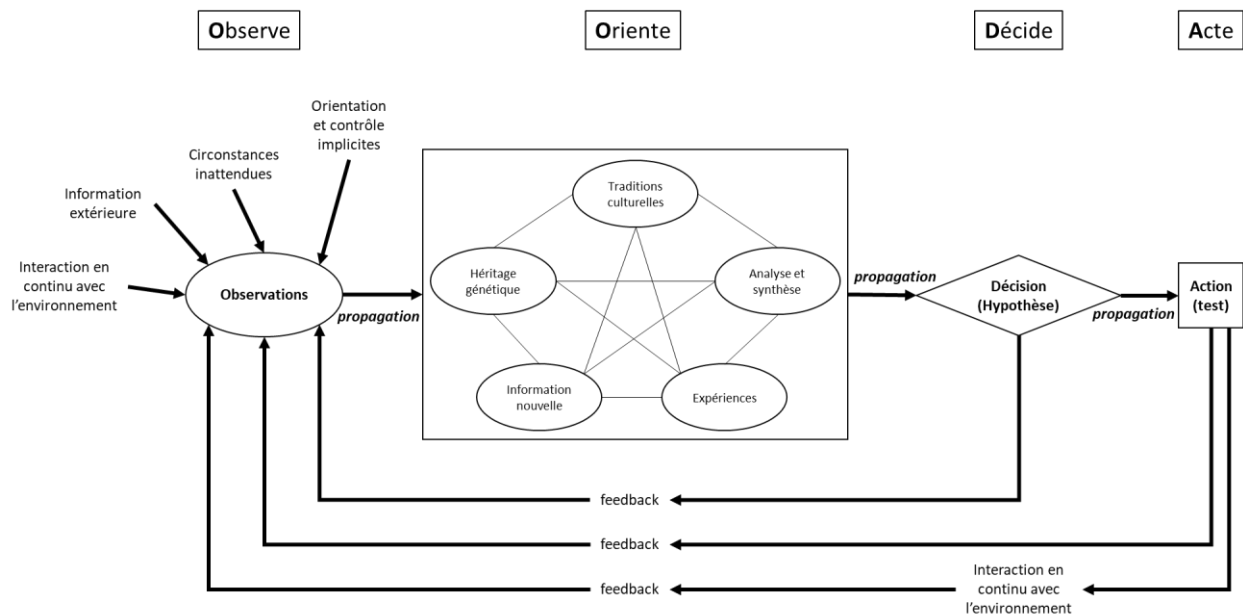 Observe
Oriente
Décide
Acte
Orientation
et contrôle
implicites
Circonstances
inattendues
Information
extérieure
Interaction en
continu avec
l'environnement
Observations
propagation
Traditions
culturelles
Héritage
génétique
Analyse et
synthèse
Information
nouvelle
Expériences
propagation
Décision
(Hypothèse)
propagation
Action
(test)
feedback
feedback
feedback
Interaction en
continu avec
l'environnement